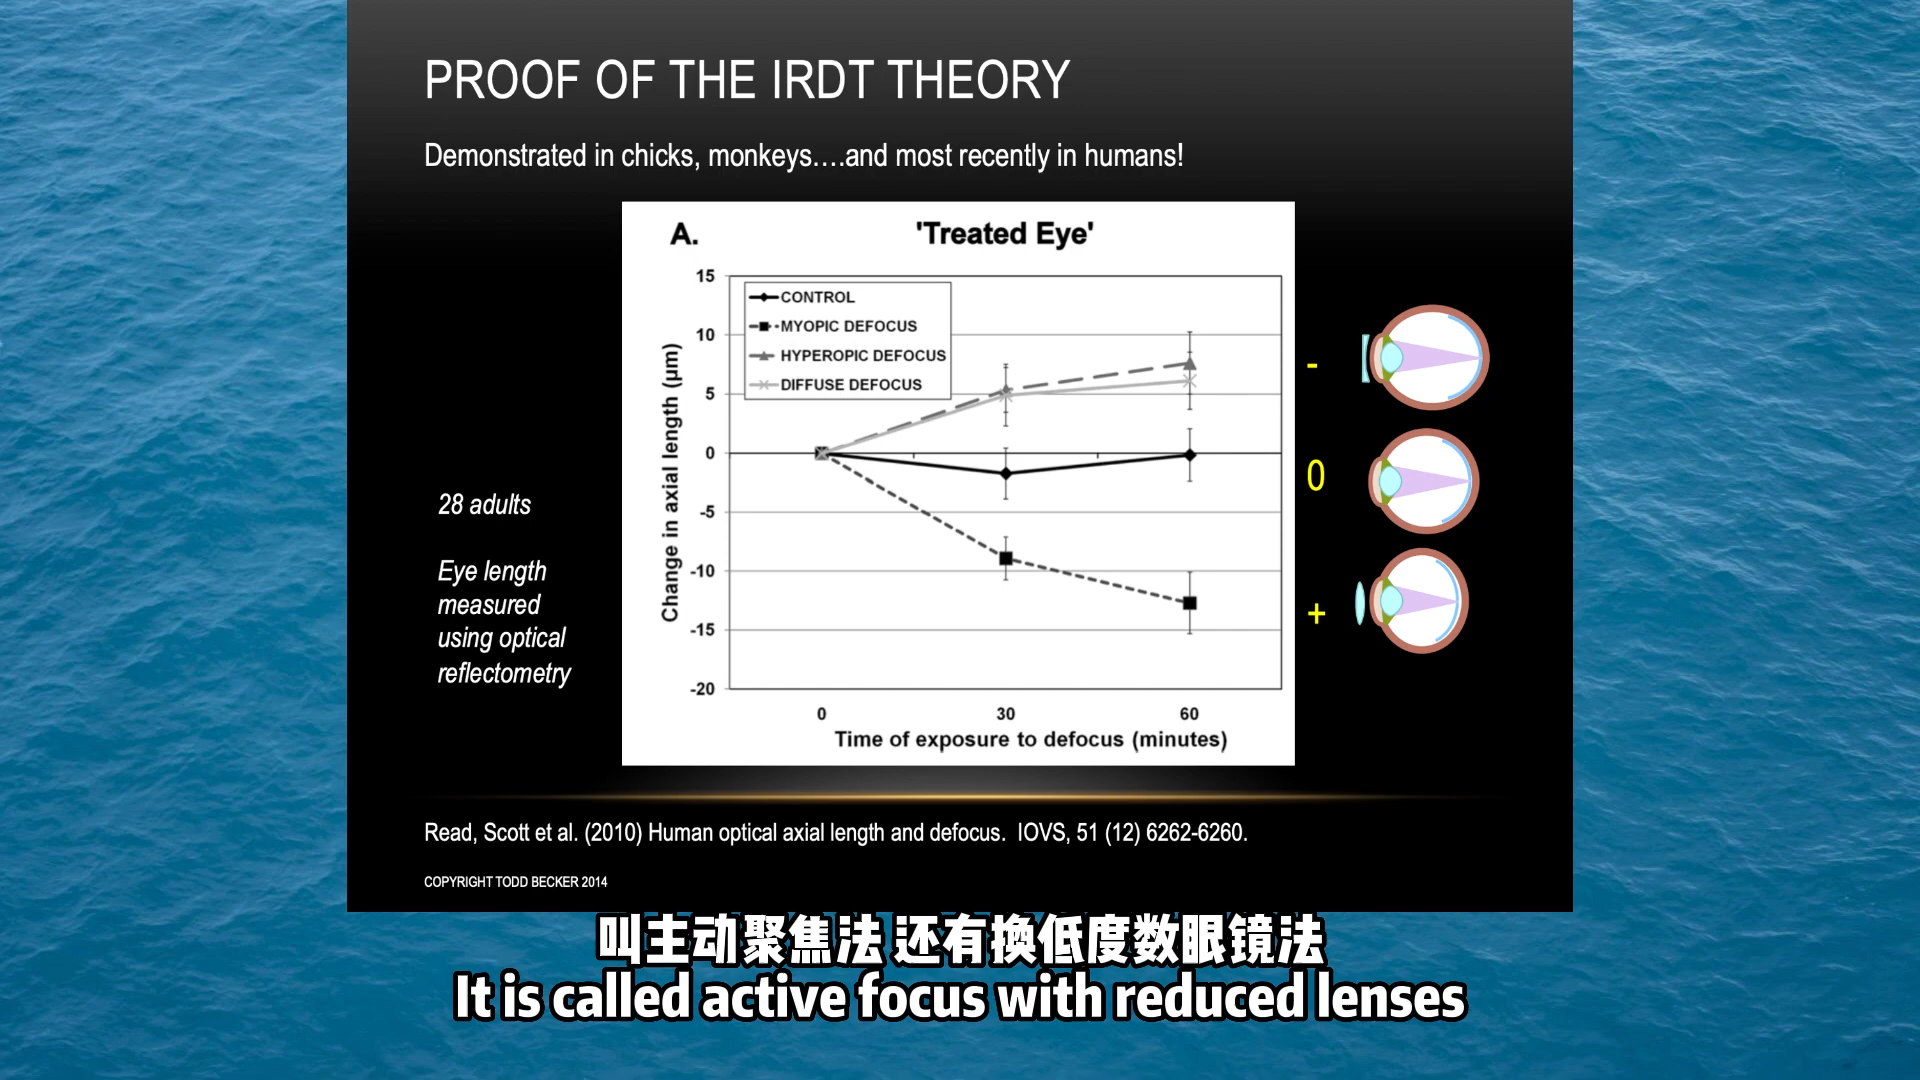 PROOF OF THE IRDT THEORY
Demonstrated in chicks, monkeys....and most recently in humans!
A.
'Treated Eye'
15
10
5
0
-5
-10
-15
-20
CONTROL
MYOPIC DEFOCUS
HYPEROPIC DEFOCUS
DIFFUSE DEFOCUS
Change in axial length (μm)
0 30 60
Time of exposure to defocus (minutes)
-
0
+
28 adults
Eye length
measured
using optical
reflectometry
Read, Scott et al. (2010) Human optical axial length and defocus. IOVS, 51 (12) 6262-6260.
COPYRIGHT TODD BECKER 2014
叫主动聚焦法 还有换低度数眼镜法
It is called active focus with reduced lenses